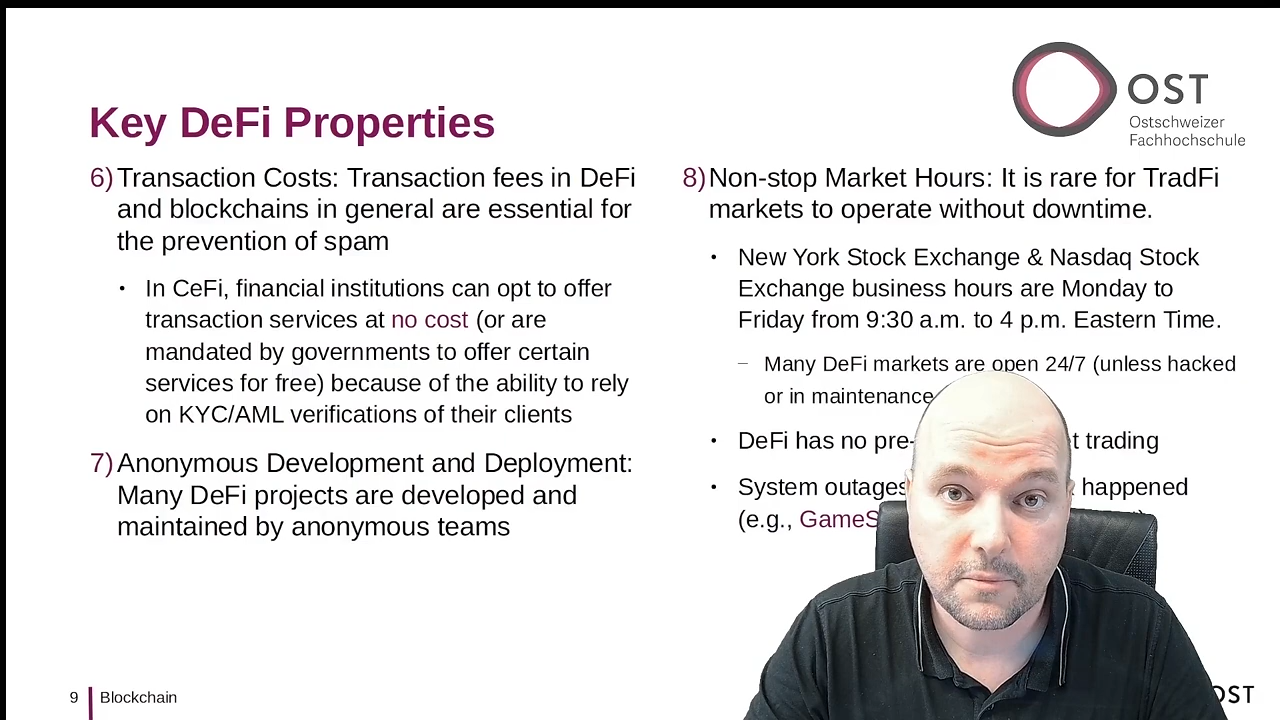 OST
Ostschweizer
Fachhochschule
Key DeFi Properties
6) Transaction Costs: Transaction fees in DeFi
and blockchains in general are essential for
the prevention of spam
• In CeFi, financial institutions can opt to offer
transaction services at no cost (or are
mandated by governments to offer certain
services for free) because of the ability to rely
on KYC/AML verifications of their clients
7) Anonymous Development and Deployment:
Many DeFi projects are developed and
maintained by anonymous teams
8) Non-stop Market Hours: It is rare for TradFi
markets to operate without downtime.
• New York Stock Exchange & Nasdaq Stock
Exchange business hours are Monday to
Friday from 9:30 a.m. to 4 p.m. Eastern Time.
– Many DeFi markets are open 24/7 (unless hacked
or in maintenance
• DeFi has no pre- trading
• System outages happened
(e.g.,
9 Blockchain
OST